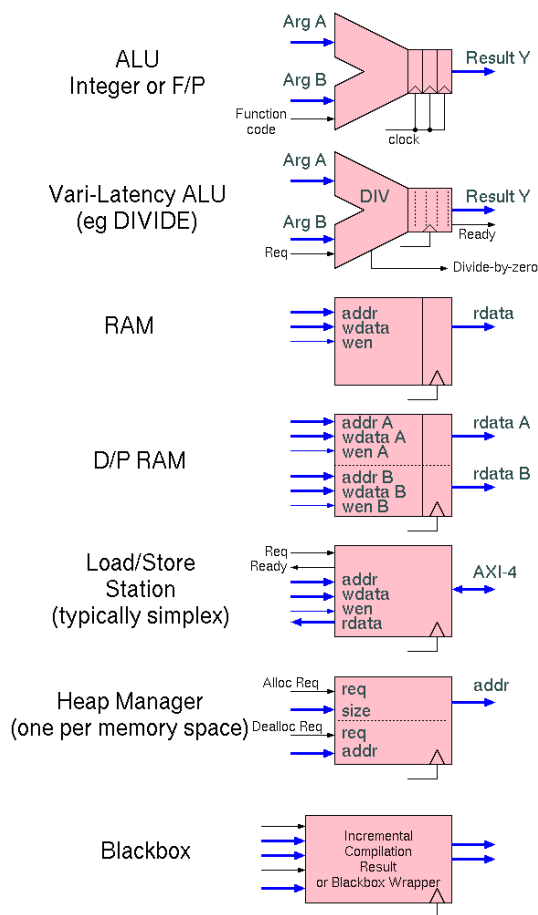 ALU
Integer or F/P
Arg A
Arg B
Function
code
clock
Result Y
Vari-Latency ALU
(eg DIVIDE)
Arg A
Arg B
Req
DIV
Result Y
Ready
Divide-by-zero
RAM
addr
wdata
wen
rdata
D/P RAM
addr A
wdata A
wen A
addr B
wdata B
wen B
rdata A
rdata B
Load/Store
Station
(typically simplex)
Req
Ready
addr
wdata
wen
rdata
AXI-4
Heap Manager
(one per memory space)
Alloc Req
Dealloc Req
req
size
req
addr
addr
Blackbox
Incremental
Compilation
Result
or Blackbox Wrapper